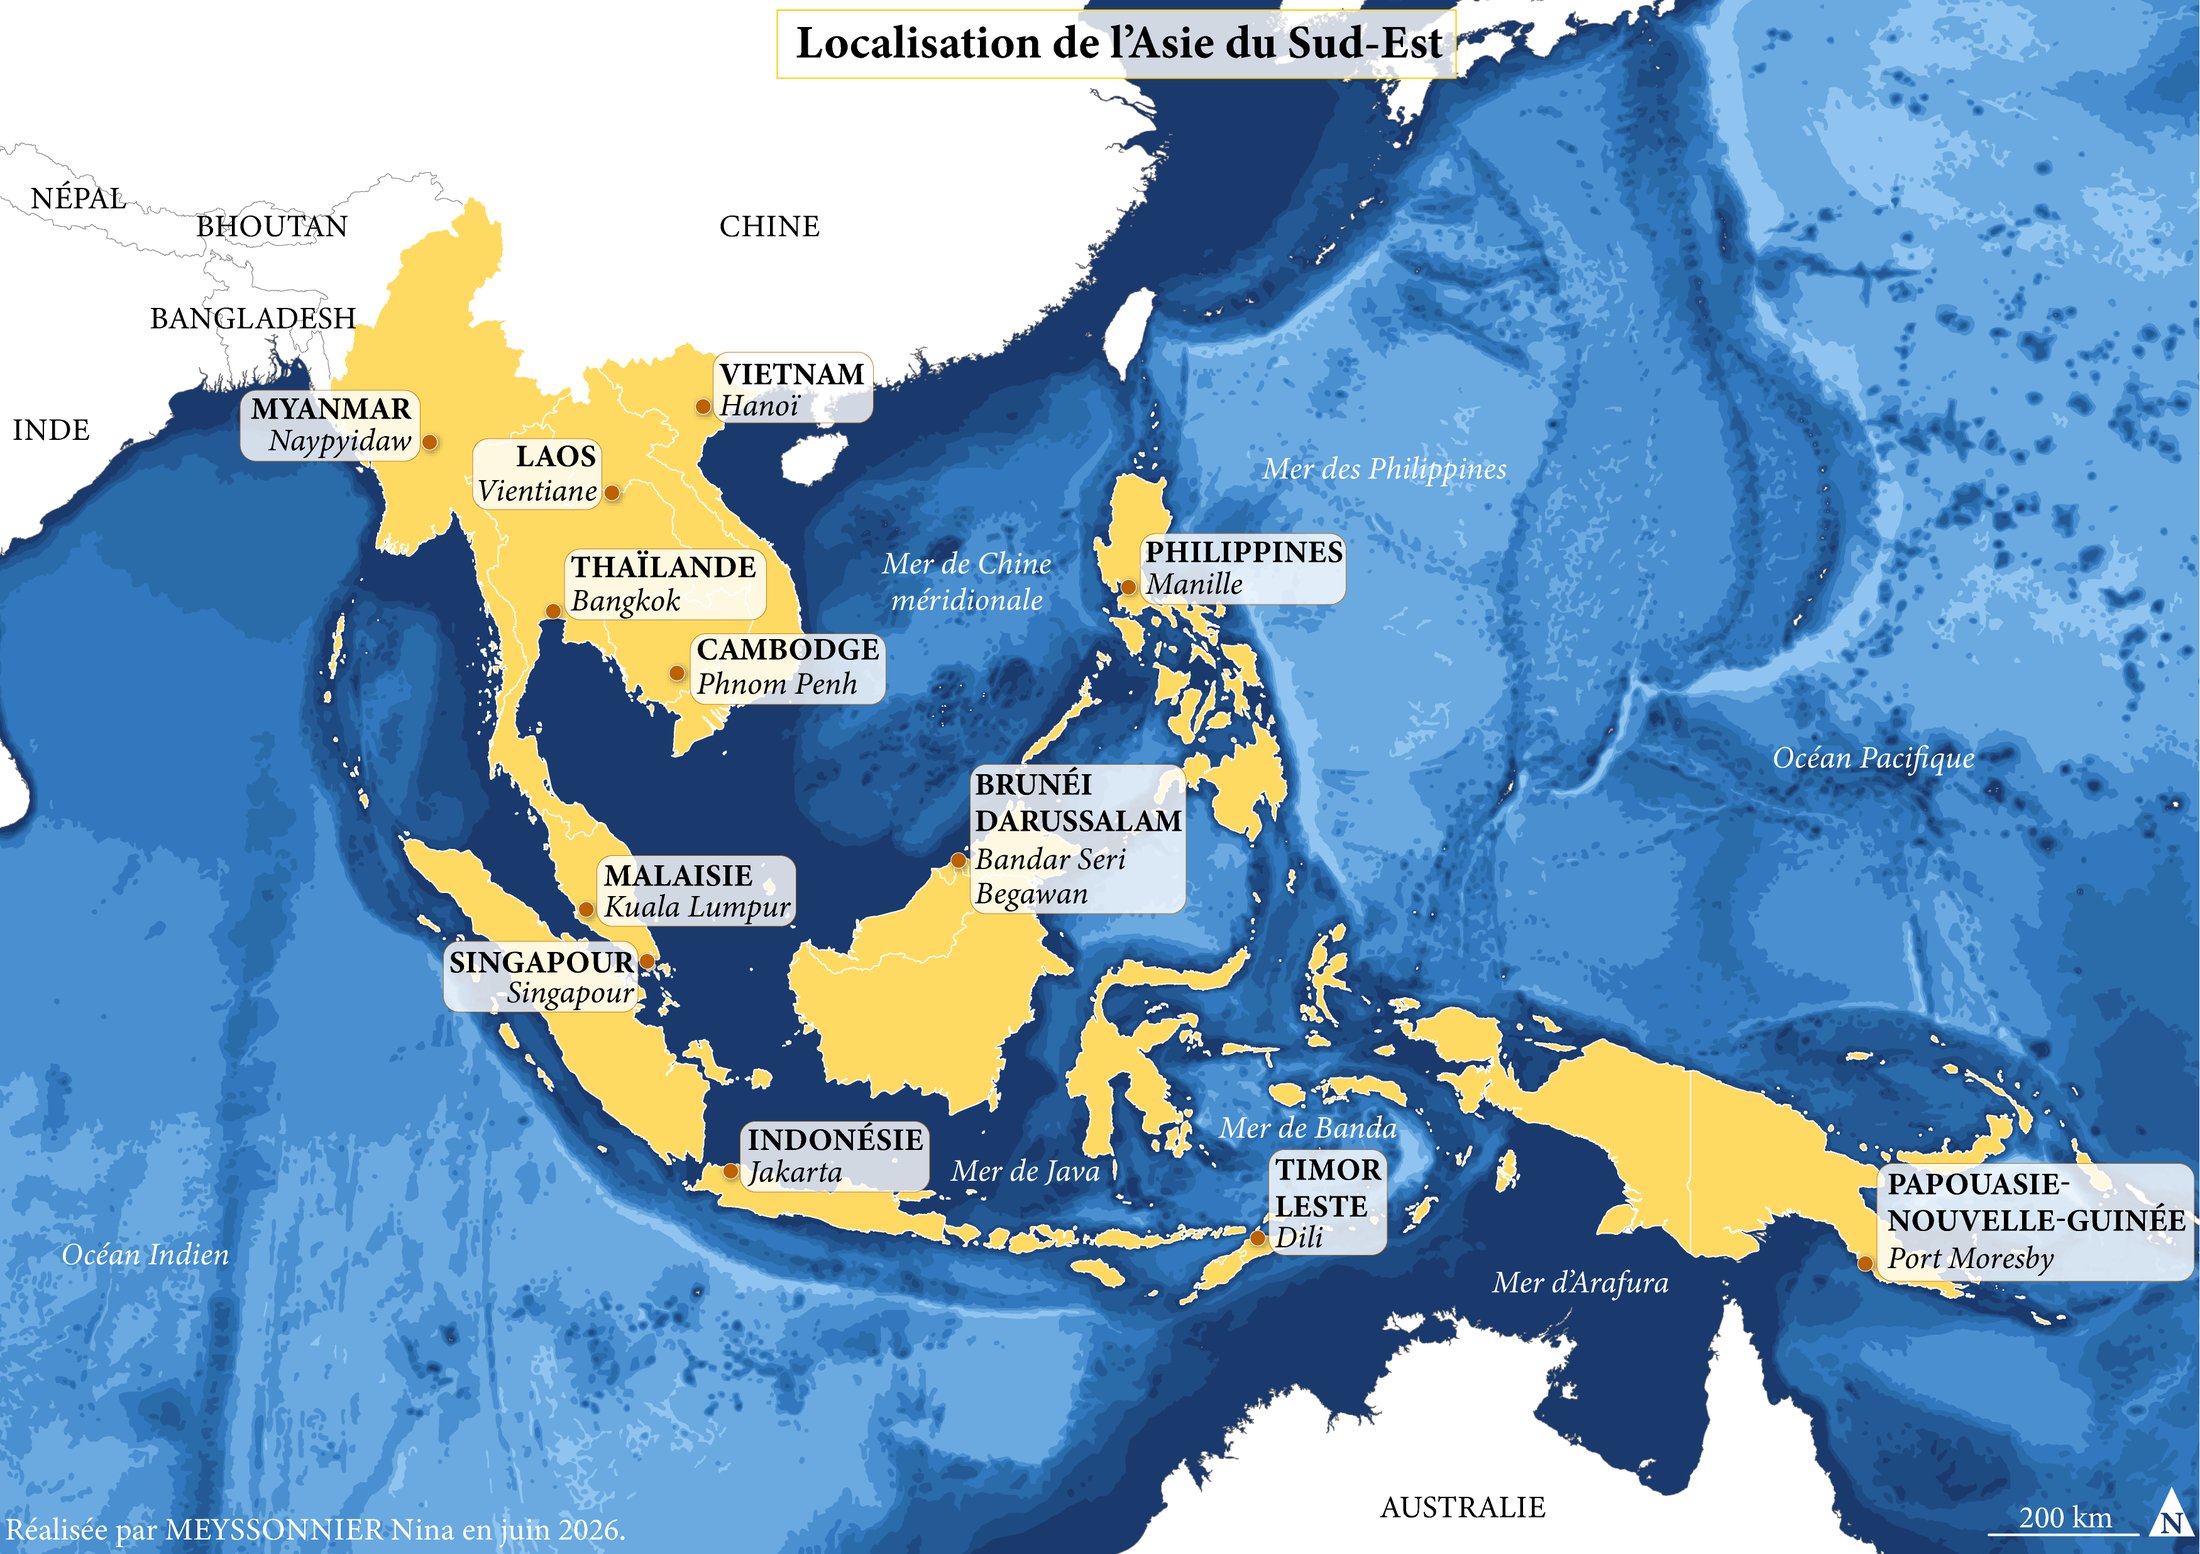 Localisation de l’Asie du Sud-Est
NÉPAL
BHOUTAN
CHINE
BANGLADESH
INDE
VIETNAM
Hanoï
MYANMAR
Naypyidaw
LAOS
Vientiane
Mer des Philippines
THAÏLANDE
Bangkok
Mer de Chine
méridionale
PHILIPPINES
Manille
CAMBODGE
Phnom Penh
Océan Pacifique
BRUNÉI
DARUSSALAM
Bandar Seri
Begawan
MALAISIE
Kuala Lumpur
SINGAPOUR
Singapour
INDONÉSIE
Jakarta
Mer de Java
Mer de Banda
TIMOR
LESTE
Dili
PAPOUASIE-
NOUVELLE-GUINÉE
Port Moresby
Océan Indien
Mer d’Arafura
AUSTRALIE
Réalisée par MEYSSONNIER Nina en juin 2026.
200 km
N